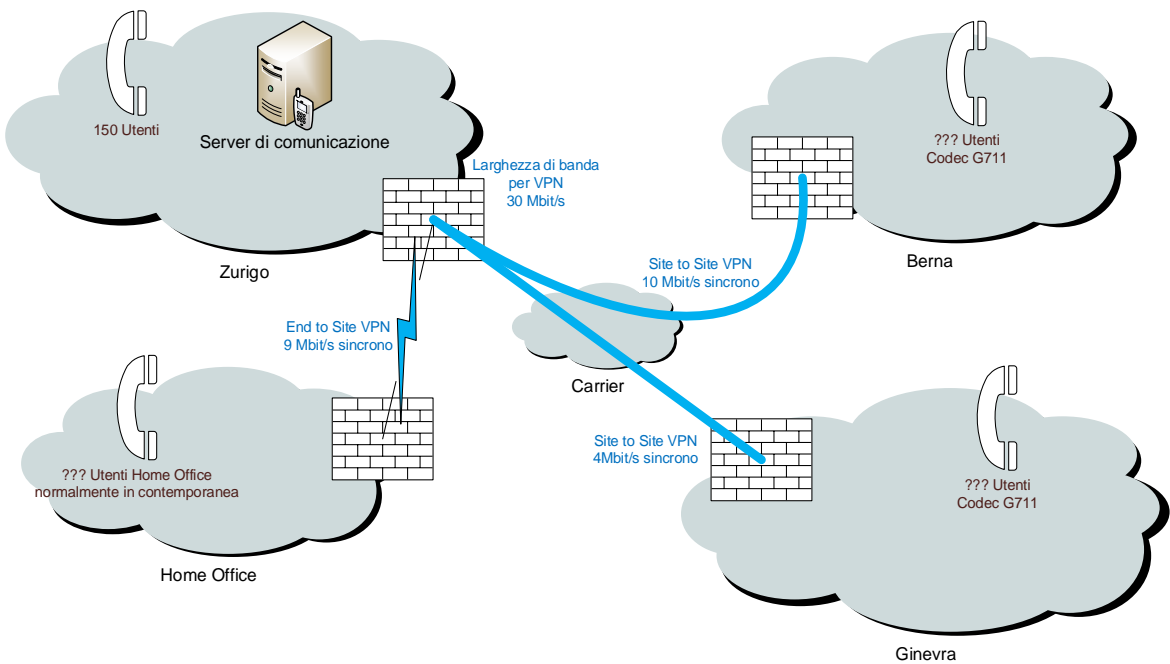 150 Utenti
Server di comunicazione
Zurigo
Larghezza di banda
per VPN
30 Mbit/s
??? Utenti
Codec G711
Berna
Site to Site VPN
10 Mbit/s sincrono
End to Site VPN
9 Mbit/s sincrono
Carrier
??? Utenti Home Office
normalmente in contemporanea
Home Office
Site to Site VPN
4Mbit/s sincrono
??? Utenti
Codec G711
Ginevra